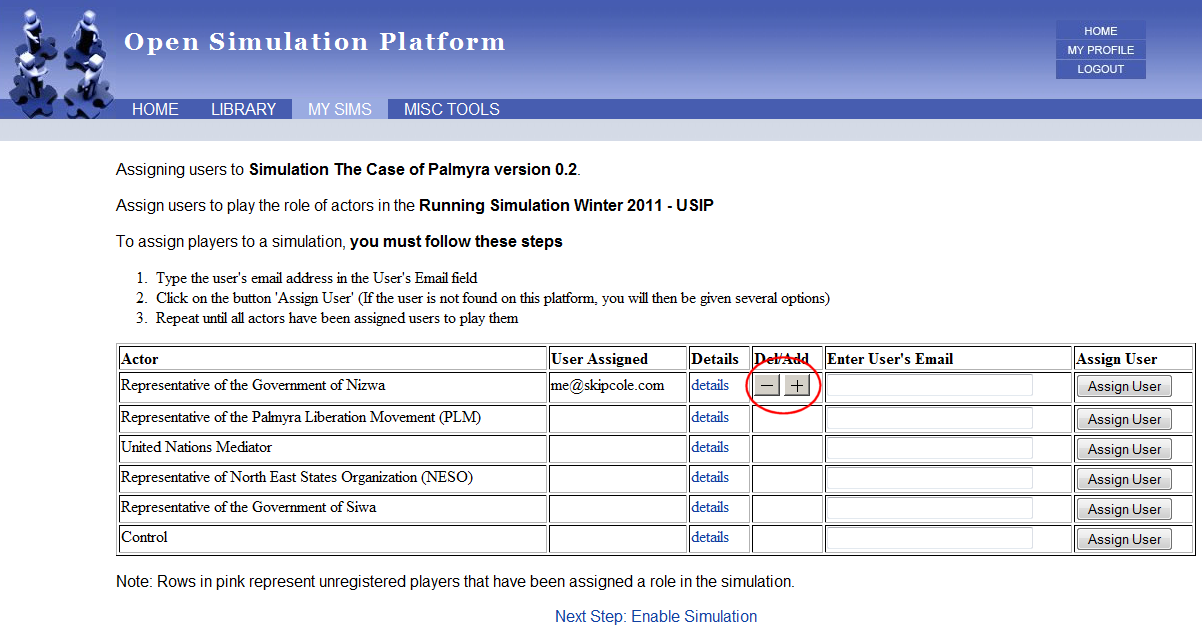 Open Simulation Platform
HOME
MY PROFILE
LOGOUT
HOME LIBRARY MY SIMS MISC TOOLS
Assigning users to Simulation The Case of Palmyra version 0.2.
Assign users to play the role of actors in the Running Simulation Winter 2011 - USIP
To assign players to a simulation, you must follow these steps
1. Type the user's email address in the User's Email field
2. Click on the button 'Assign User' (If the user is not found on this platform, you will then be given several options)
3. Repeat until all actors have been assigned users to play them
Actor User Assigned Details Del/Add Enter User's Email Assign User
Representative of the Government of Nizwa me@skipcole.com details − + Assign User
Representative of the Palmyra Liberation Movement (PLM) details Assign User
United Nations Mediator details Assign User
Representative of North East States Organization (NESO) details Assign User
Representative of the Government of Siwa details Assign User
Control details Assign User
Note: Rows in pink represent unregistered players that have been assigned a role in the simulation.
Next Step: Enable Simulation